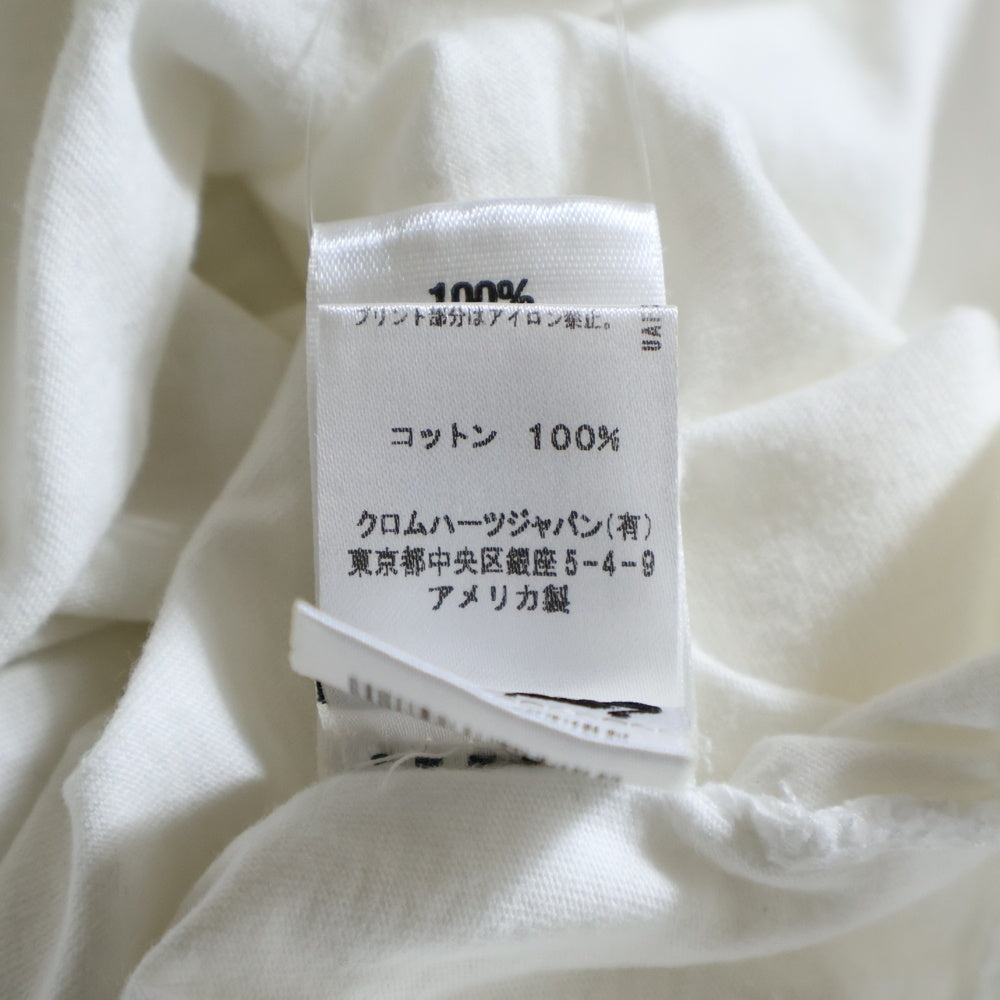 100%
プリント部分はアイロン禁止。
コットン 100%
クロムハーツジャパン(有)
東京都中央区銀座5-4-9
アメリカ製